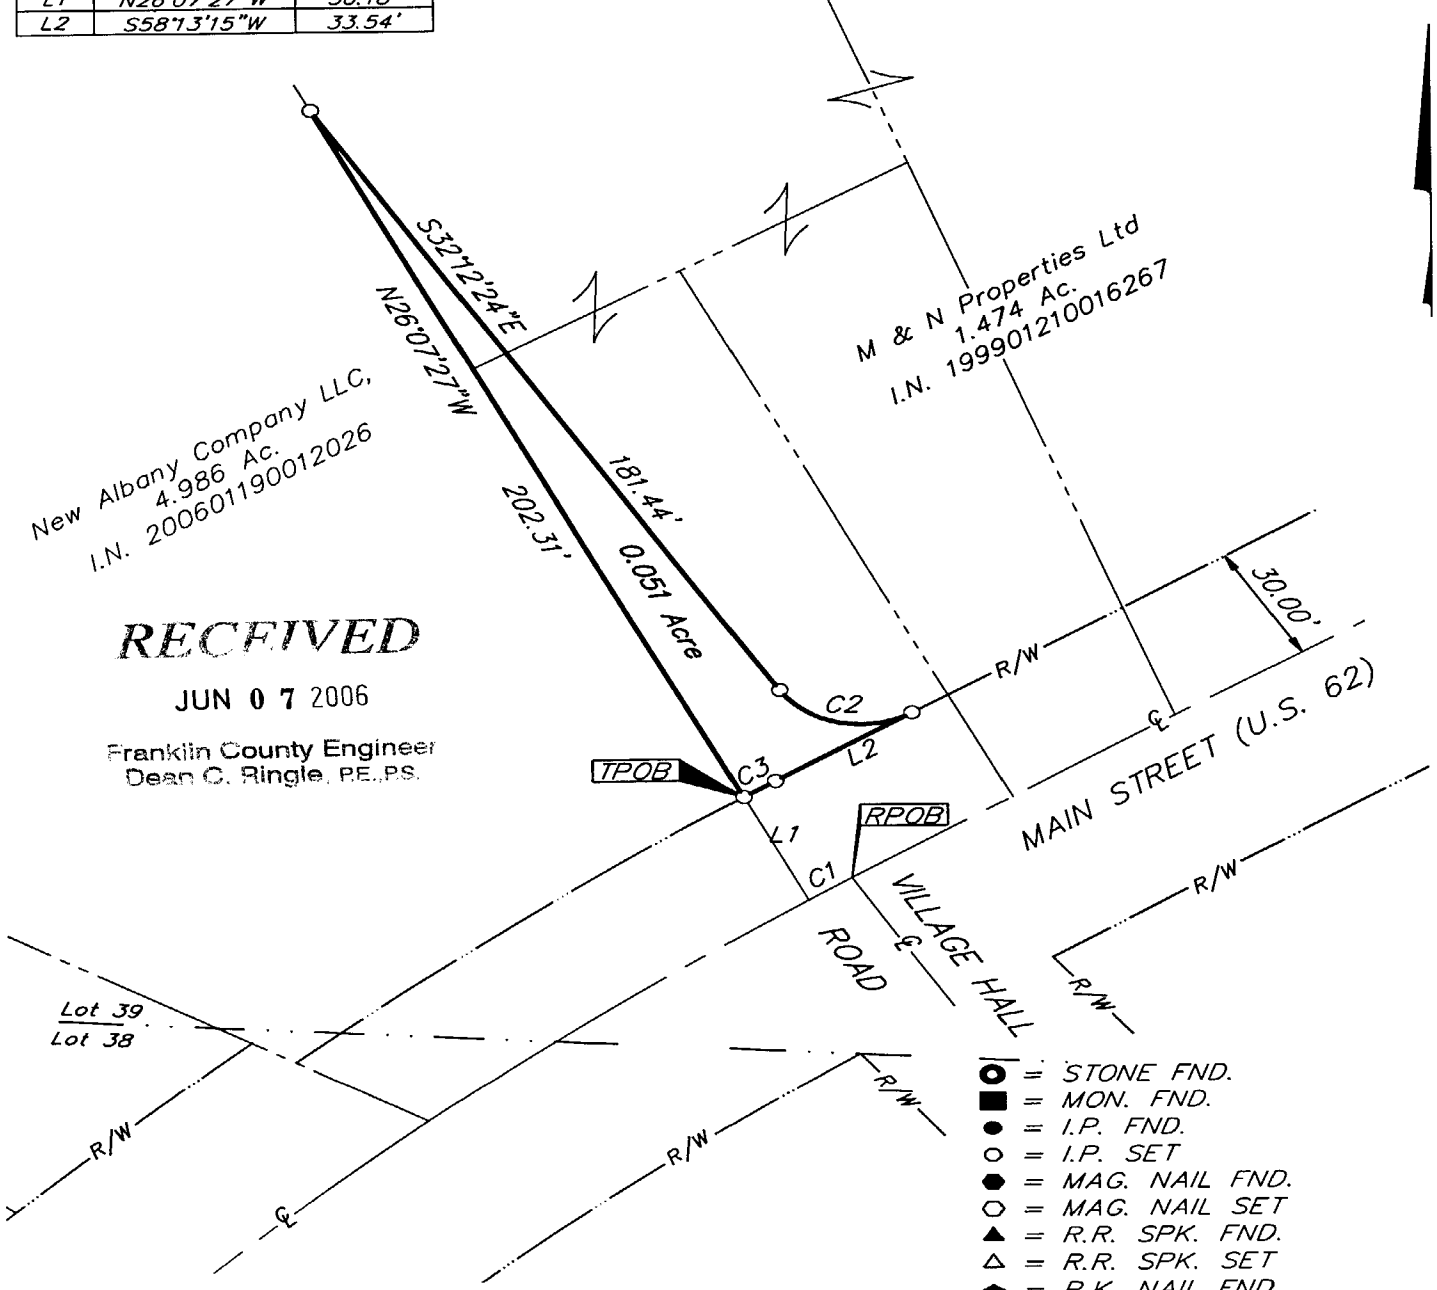 L2 S58°13'15"W 33.54'
S32°12'24"E
N26°07'27"W
M & N Properties Ltd
1.474 Ac.
I.N. 199901210016267
New Albany Company LLC,
4.986 Ac.
I.N. 200601190012026
181.44'
202.31'
0.051 Acre
30.00'
RECEIVED
JUN 07 2006
Franklin County Engineer
Dean C. Ringle, P.E., P.S.
R/W
C2
L2
C3
TPOB
L1
RPOB
C1
℄
MAIN STREET (U.S. 62)
R/W
VILLAGE HALL
℄
ROAD
R/W
Lot 39
Lot 38
R/W
R/W
R/W
℄
= STONE FND.
= MON. FND.
= I.P. FND.
= I.P. SET
= MAG. NAIL FND.
= MAG. NAIL SET
= R.R. SPK. FND.
= R.R. SPK. SET